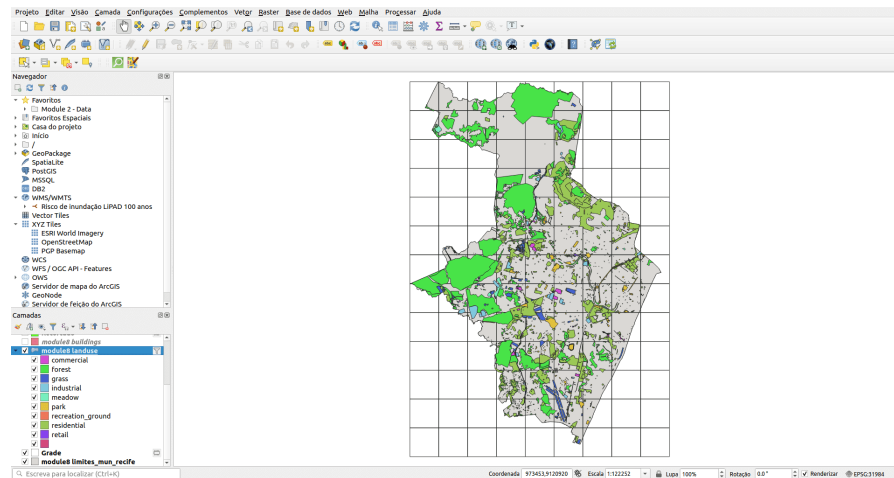 Projeto Editar Visão Camada Configurações Complementos Vetor Raster Base de dados Web Malha Processar Ajuda
Navegador
Favoritos
Module 2 - Data
Favoritos Espaciais
Casa do projeto
Início
/
GeoPackage
SpatiaLite
PostGIS
MSSQL
DB2
WMS/WMTS
Risco de inundação LiPAD 100 anos
Vector Tiles
XYZ Tiles
ESRI World Imagery
OpenStreetMap
PGP Basemap
WCS
WFS / OGC API - Features
OWS
Servidor de mapa do ArcGIS
GeoNode
Servidor de feição do ArcGIS
Camadas
module8 buildings
module8 landuse
commercial
forest
grass
industrial
meadow
park
recreation_ground
residential
retail
Grade
module8 limites_mun_recife
Escreva para localizar (Ctrl+K)
Coordenada 973453,9120920 Escala 1:122252 Lupa 100% Rotação 0.0° Renderizar EPSG:31984